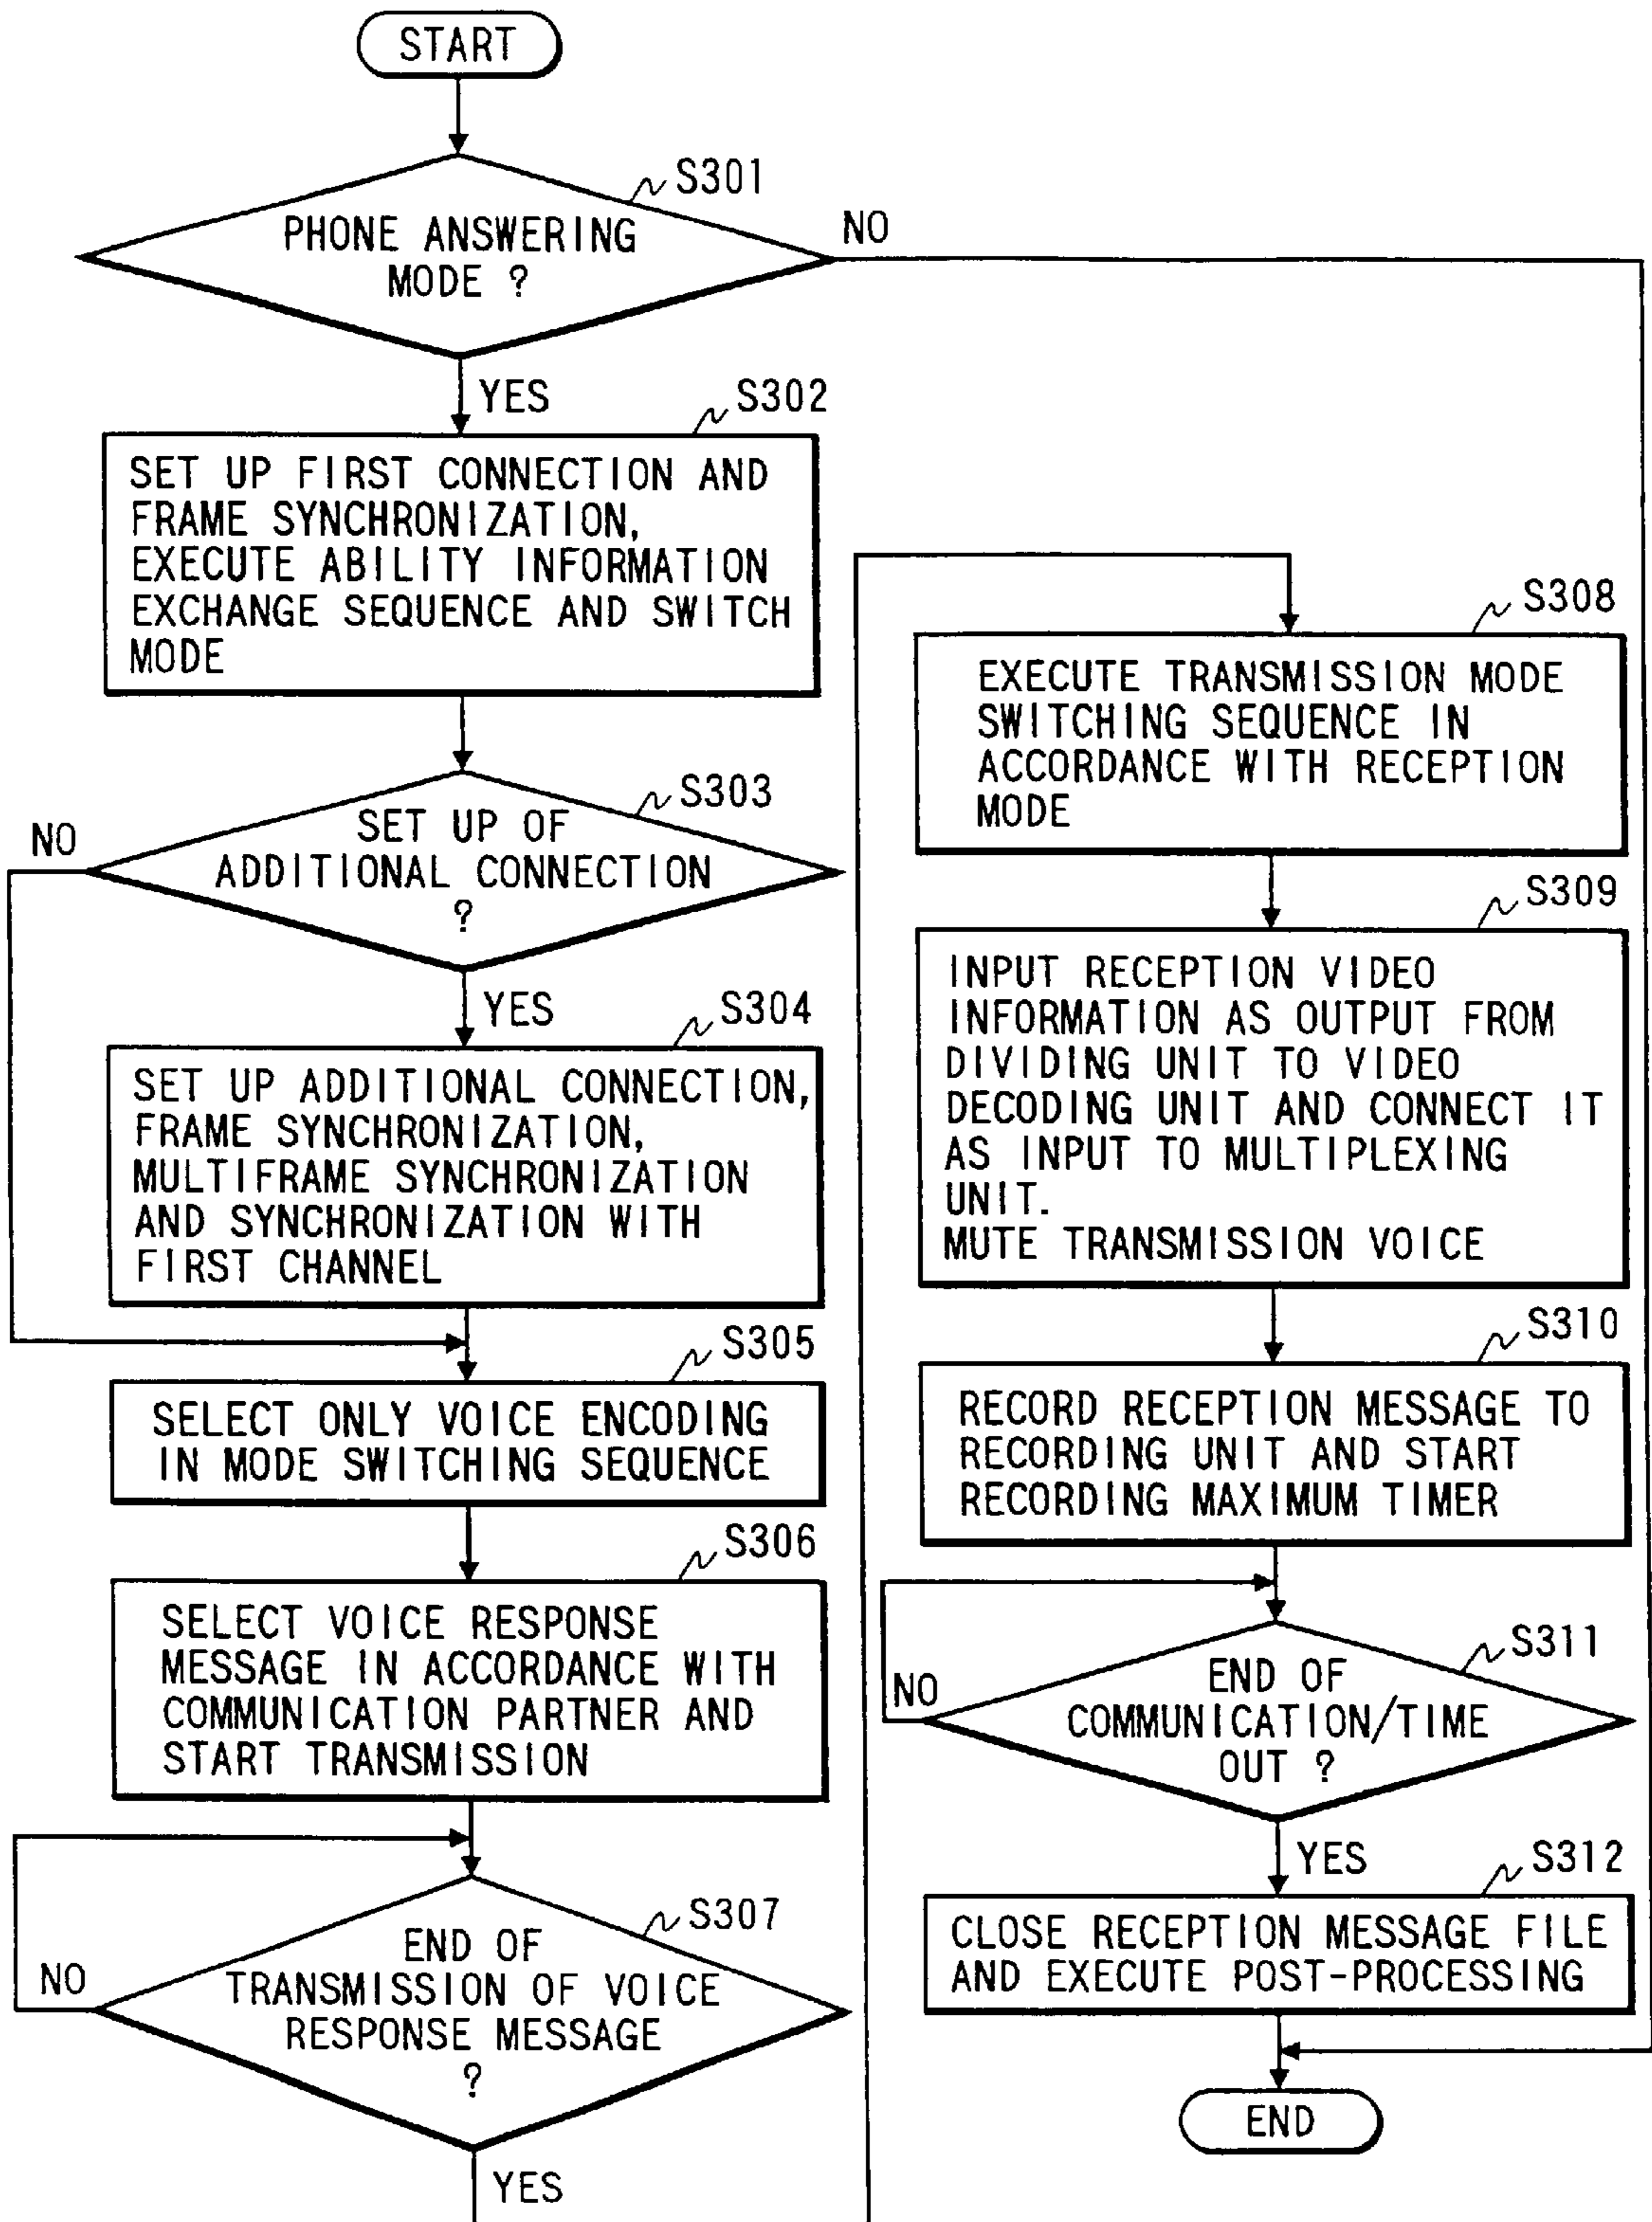 START
S301
PHONE ANSWERING
MODE ?
NO
YES
S302
SET UP FIRST CONNECTION AND
FRAME SYNCHRONIZATION,
EXECUTE ABILITY INFORMATION
EXCHANGE SEQUENCE AND SWITCH
MODE
S303
NO
SET UP OF
ADDITIONAL CONNECTION
?
YES
S304
SET UP ADDITIONAL CONNECTION,
FRAME SYNCHRONIZATION,
MULTIFRAME SYNCHRONIZATION
AND SYNCHRONIZATION WITH
FIRST CHANNEL
S305
SELECT ONLY VOICE ENCODING
IN MODE SWITCHING SEQUENCE
S306
SELECT VOICE RESPONSE
MESSAGE IN ACCORDANCE WITH
COMMUNICATION PARTNER AND
START TRANSMISSION
S307
NO
END OF
TRANSMISSION OF VOICE
RESPONSE MESSAGE
?
YES
S308
EXECUTE TRANSMISSION MODE
SWITCHING SEQUENCE IN
ACCORDANCE WITH RECEPTION
MODE
S309
INPUT RECEPTION VIDEO
INFORMATION AS OUTPUT FROM
DIVIDING UNIT TO VIDEO
DECODING UNIT AND CONNECT IT
AS INPUT TO MULTIPLEXING
UNIT.
MUTE TRANSMISSION VOICE
S310
RECORD RECEPTION MESSAGE TO
RECORDING UNIT AND START
RECORDING MAXIMUM TIMER
S311
NO
END OF
COMMUNICATION/TIME
OUT ?
YES
S312
CLOSE RECEPTION MESSAGE FILE
AND EXECUTE POST-PROCESSING
END